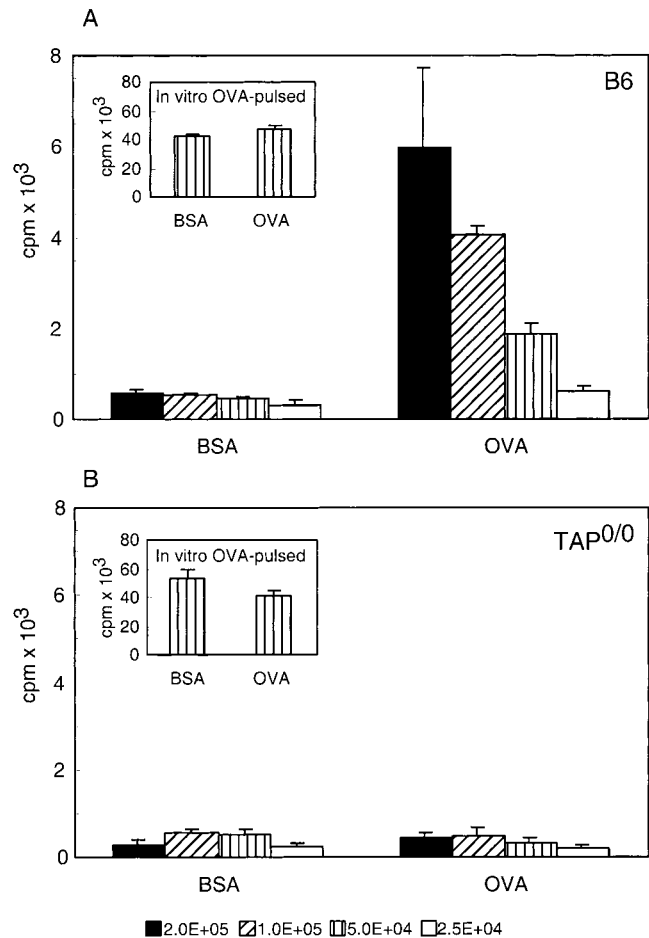 A
B6
8
6
4
2
0
cpm x 10³
In vitro OVA-pulsed
80
60
40
20
0
cpm x 10³
BSA OVA
BSA OVA
B
TAP⁰/⁰
8
6
4
2
0
cpm x 10³
In vitro OVA-pulsed
80
60
40
20
0
cpm x 10³
BSA OVA
BSA OVA
2.0E+05 1.0E+05 5.0E+04 2.5E+04